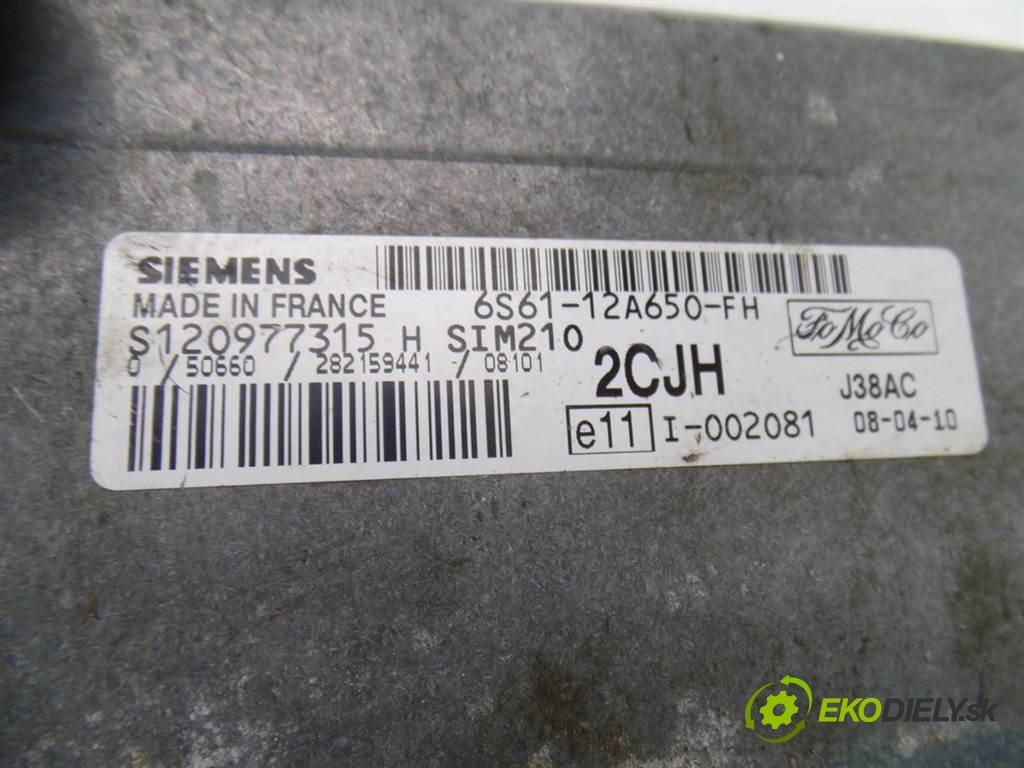 SIEMENS
MADE IN FRANCE 6S61-12A650-FH
FoMoCo
S120977315 H SIM210
0 / 50660 / 282159441 / 08101
2CJH
J38AC
e11 I-002081 08-04-10
EKODIELY.sk